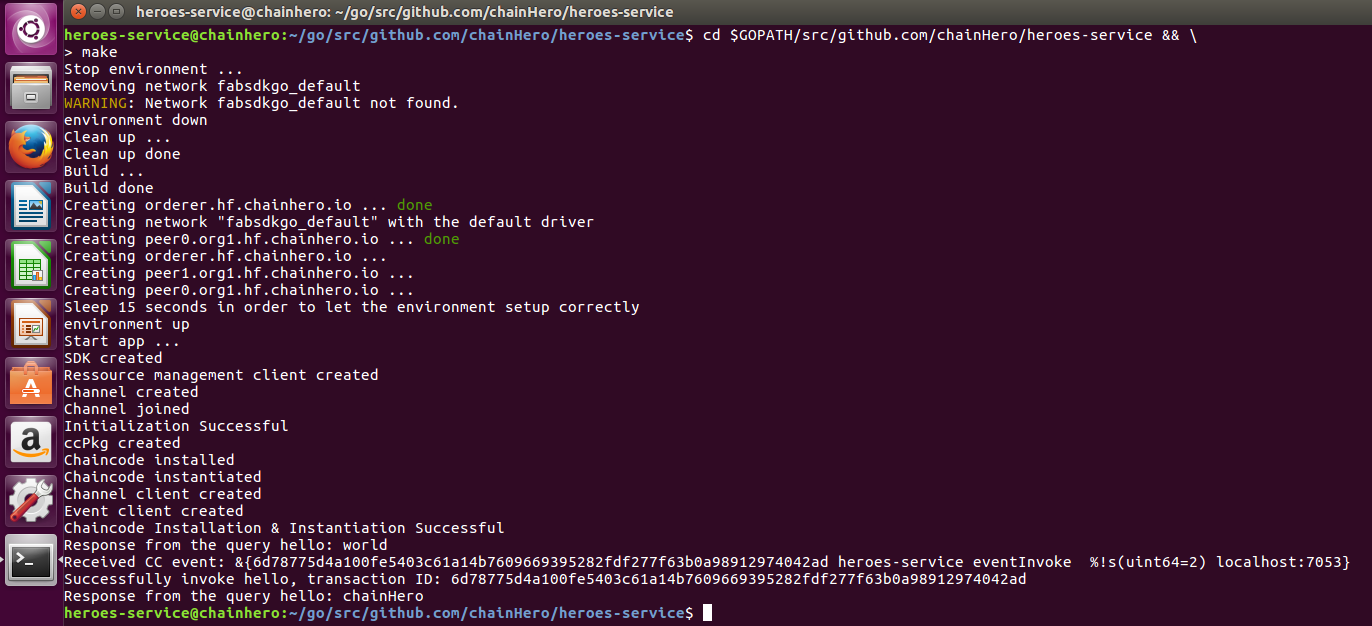 heroes-service@chainhero: ~/go/src/github.com/chainHero/heroes-service
heroes-service@chainhero:~/go/src/github.com/chainHero/heroes-service$ cd $GOPATH/src/github.com/chainHero/heroes-service && \
> make
Stop environment ...
Removing network fabsdkgo_default
WARNING: Network fabsdkgo_default not found.
environment down
Clean up ...
Clean up done
Build ...
Build done
Creating orderer.hf.chainhero.io ... done
Creating network "fabsdkgo_default" with the default driver
Creating peer0.org1.hf.chainhero.io ... done
Creating orderer.hf.chainhero.io ...
Creating peer1.org1.hf.chainhero.io ...
Creating peer0.org1.hf.chainhero.io ...
Sleep 15 seconds in order to let the environment setup correctly
environment up
Start app ...
SDK created
Ressource management client created
Channel created
Channel joined
Initialization Successful
ccPkg created
Chaincode installed
Chaincode instantiated
Channel client created
Event client created
Chaincode Installation & Instantiation Successful
Response from the query hello: world
Received CC event: &{6d78775d4a100fe5403c61a14b7609669395282fdf277f63b0a98912974042ad heroes-service eventInvoke  %!s(uint64=2) localhost:7053}
Successfully invoke hello, transaction ID: 6d78775d4a100fe5403c61a14b7609669395282fdf277f63b0a98912974042ad
Response from the query hello: chainHero
heroes-service@chainhero:~/go/src/github.com/chainHero/heroes-service$